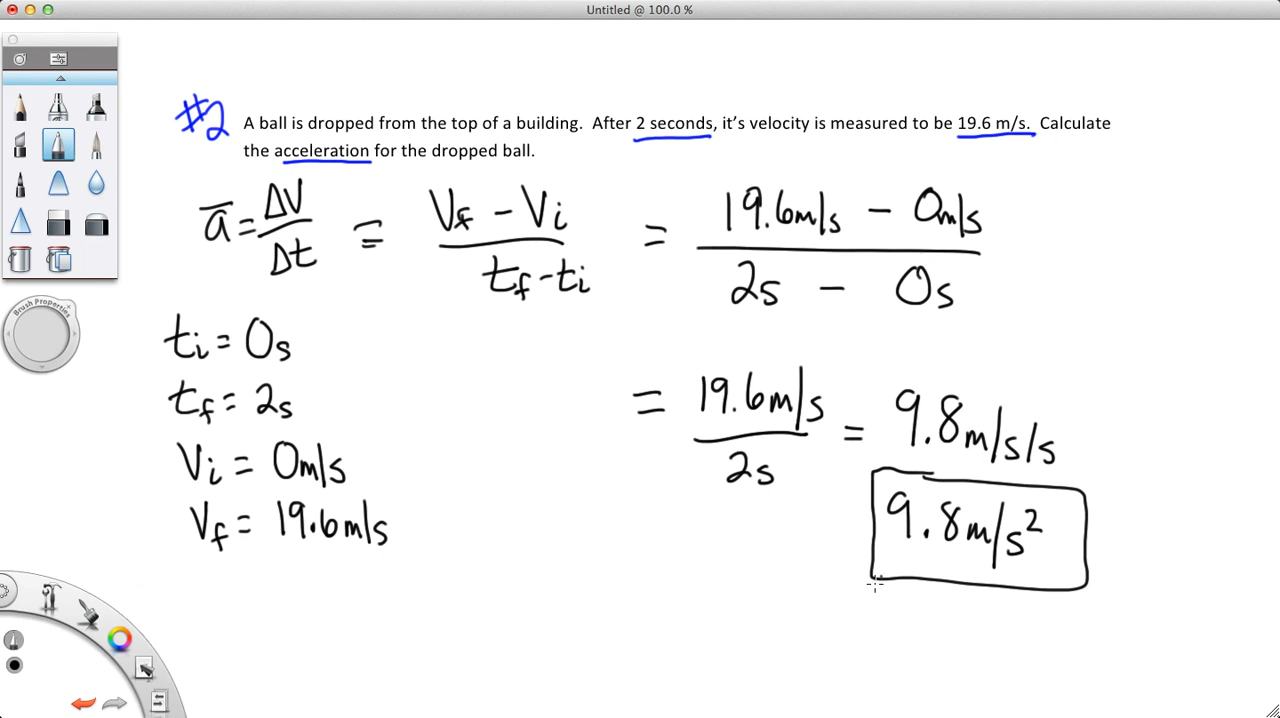 Untitled @ 100.0 %
#2 A ball is dropped from the top of a building. After 2 seconds, it's velocity is measured to be 19.6 m/s. Calculate
the acceleration for the dropped ball.
Brush Properties
a̅ = ΔV/Δt = (Vf - Vi)/(tf - ti) = (19.6m/s - 0m/s)/(2s - 0s)
ti = 0s
tf = 2s
Vi = 0m/s
Vf = 19.6m/s
= 19.6m/s / 2s = 9.8m/s/s
9.8m/s²